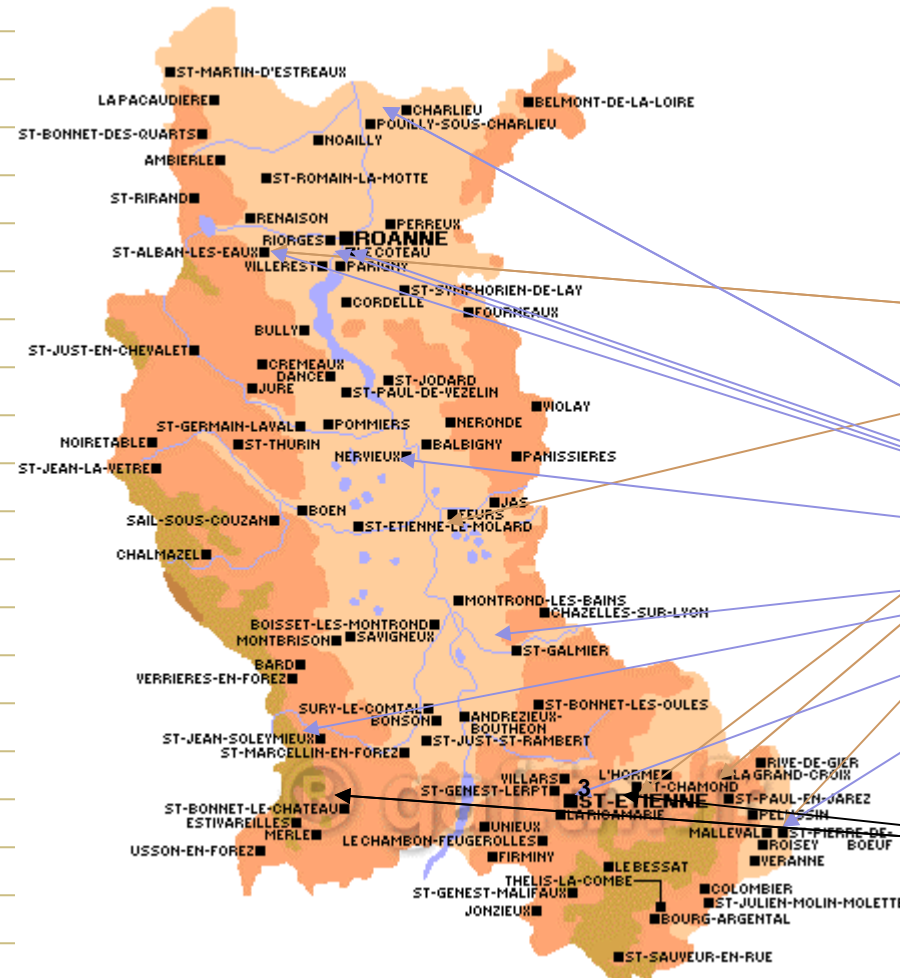 ST-MARTIN-D'ESTREAUX
LA PACAUDIERE
BELMONT-DE-LA-LOIRE
CHARLIEU
POUILLY-SOUS-CHARLIEU
ST-BONNET-DES-QUARTS
NOAILLY
AMBIERLE
ST-ROMAIN-LA-MOTTE
ST-RIRAND
RENAISON
PERREUX
RIORGES
ROANNE
ST-ALBAN-LES-EAUX
LE COTEAU
VILLEREST
PARIGNY
ST-SYMPHORIEN-DE-LAY
CORDELLE
FOURNEAUX
BULLY
ST-JUST-EN-CHEVALET
CREMEAUX
DANCE
ST-JODARD
JURE
ST-PAUL-DE-VEZELIN
VIOLAY
ST-GERMAIN-LAVAL
POMMIERS
NERONDE
NOIRETABLE
ST-THURIN
BALBIGNY
NERVIEUX
PANISSIERES
ST-JEAN-LA-VETRE
JAS
BOEN
FEURS
SAIL-SOUS-COUZAN
ST-ETIENNE-LE-MOLARD
CHALMAZEL
MONTROND-LES-BAINS
CHAZELLES-SUR-LYON
BOISSET-LES-MONTROND
MONTBRISON
SAVIGNEUX
ST-GALMIER
BARD
VERRIERES-EN-FOREZ
SURY-LE-COMTAL
ST-BONNET-LES-OULES
BONSON
ANDREZIEUX-
BOUTHEON
ST-JEAN-SOLEYMIEUX
ST-JUST-ST-RAMBERT
ST-MARCELLIN-EN-FOREZ
RIVE-DE-GIER
VILLARS
L'HORME
LA GRAND-CROIX
ST-GENEST-LERPT
3
ST-CHAMOND
ST-ETIENNE
ST-PAUL-EN-JAREZ
ST-BONNET-LE-CHATEAU
LA RICAMARIE
PELUSSIN
ESTIVAREILLES
UNIEUX
MALLEVAL
ST-PIERRE-DE-
BOEUF
MERLE
LE CHAMBON-FEUGEROLLES
ROISEY
USSON-EN-FOREZ
FIRMINY
VERANNE
LE BESSAT
THELIS-LA-COMBE
COLOMBIER
ST-GENEST-MALIFAUX
ST-JULIEN-MOLIN-MOLETTE
JONZIEUX
BOURG-ARGENTAL
ST-SAUVEUR-EN-RUE